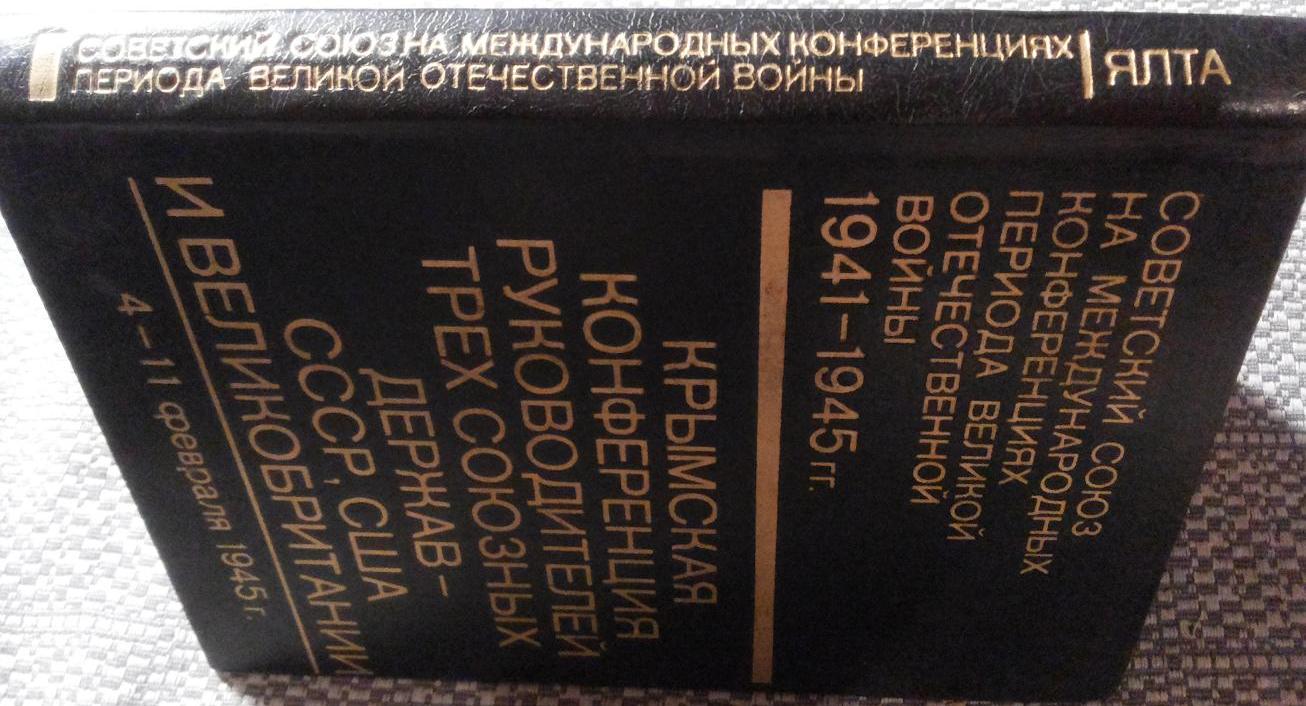 СОВЕТСКИЙ СОЮЗ НА МЕЖДУНАРОДНЫХ КОНФЕРЕНЦИЯХ
ПЕРИОДА ВЕЛИКОЙ ОТЕЧЕСТВЕННОЙ ВОЙНЫ
ЯЛТА
СОВЕТСКИЙ СОЮЗ
НА МЕЖДУНАРОДНЫХ
КОНФЕРЕНЦИЯХ
ПЕРИОДА ВЕЛИКОЙ
ОТЕЧЕСТВЕННОЙ
ВОЙНЫ
1941–1945 гг.
КРЫМСКАЯ
КОНФЕРЕНЦИЯ
РУКОВОДИТЕЛЕЙ
ТРЕХ СОЮЗНЫХ
ДЕРЖАВ –
СССР, США
И ВЕЛИКОБРИТАНИИ
4–11 февраля 1945 г.